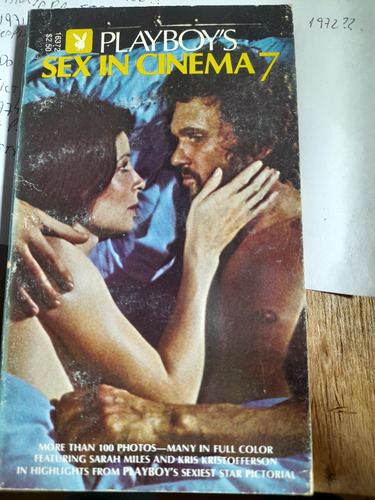 16372
$2.50
PLAYBOY'S
SEX IN CINEMA 7
1972??
MORE THAN 100 PHOTOS—MANY IN FULL COLOR
FEATURING SARAH MILES AND KRIS KRISTOFFERSON
IN HIGHLIGHTS FROM PLAYBOY'S SEXIEST STAR PICTORIAL